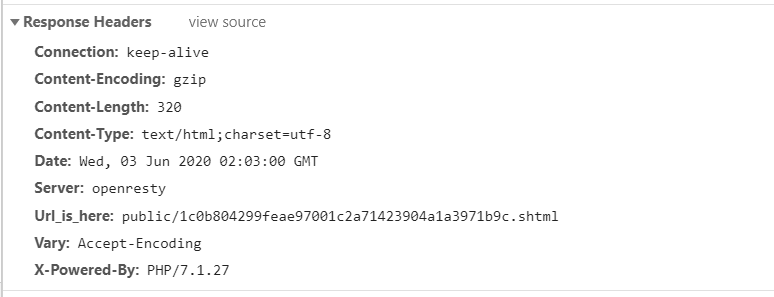 Response Headers view source
Connection: keep-alive
Content-Encoding: gzip
Content-Length: 320
Content-Type: text/html;charset=utf-8
Date: Wed, 03 Jun 2020 02:03:00 GMT
Server: openresty
Url_is_here: public/1c0b804299feae97001c2a71423904a1a3971b9c.shtml
Vary: Accept-Encoding
X-Powered-By: PHP/7.1.27